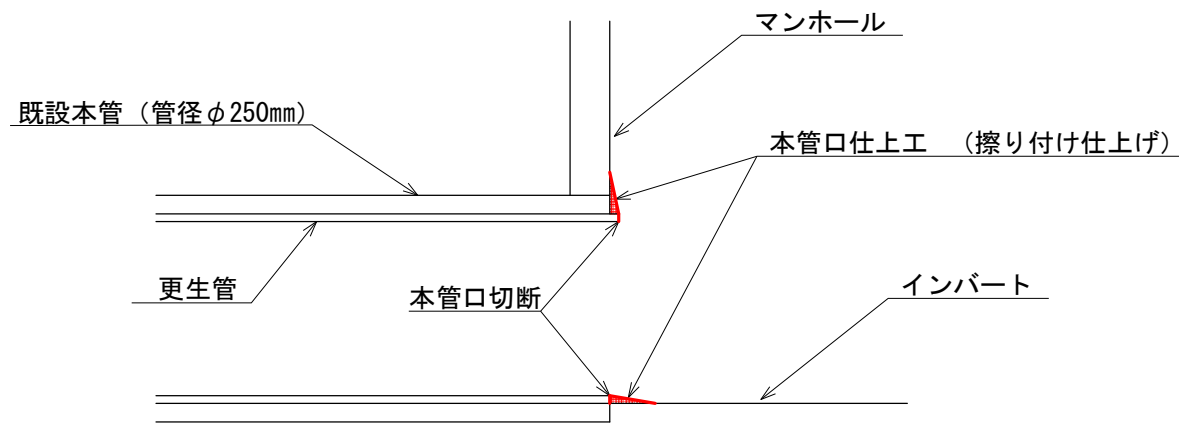 マンホール
既設本管（管径φ250mm）
本管口仕上工　（擦り付け仕上げ）
更生管
本管口切断
インバート